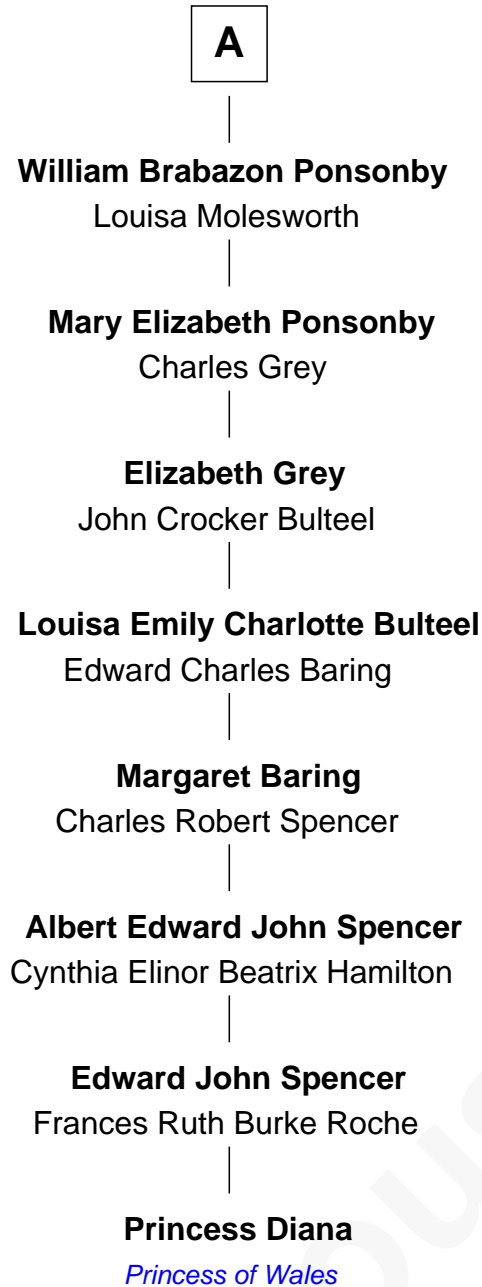 A
William Brabazon Ponsonby
Louisa Molesworth
Mary Elizabeth Ponsonby
Charles Grey
Elizabeth Grey
John Crocker Bulteel
Louisa Emily Charlotte Bulteel
Edward Charles Baring
Margaret Baring
Charles Robert Spencer
Albert Edward John Spencer
Cynthia Elinor Beatrix Hamilton
Edward John Spencer
Frances Ruth Burke Roche
Princess Diana
Princess of Wales